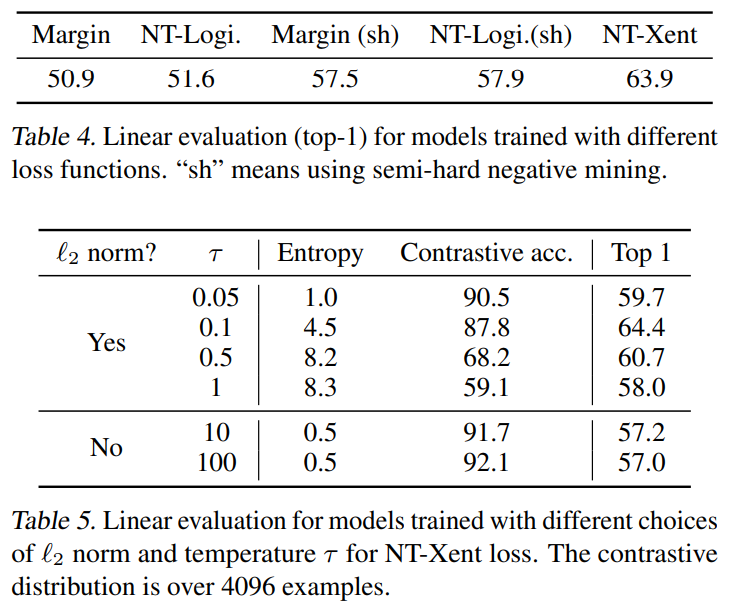 Margin NT-Logi. Margin (sh) NT-Logi.(sh) NT-Xent
50.9 51.6 57.5 57.9 63.9
Table 4. Linear evaluation (top-1) for models trained with different
loss functions. “sh” means using semi-hard negative mining.
ℓ2 norm? τ Entropy Contrastive acc. Top 1
0.05 1.0 90.5 59.7
0.1 4.5 87.8 64.4
Yes
0.5 8.2 68.2 60.7
1 8.3 59.1 58.0
10 0.5 91.7 57.2
No
100 0.5 92.1 57.0
Table 5. Linear evaluation for models trained with different choices
of ℓ2 norm and temperature τ for NT-Xent loss. The contrastive
distribution is over 4096 examples.